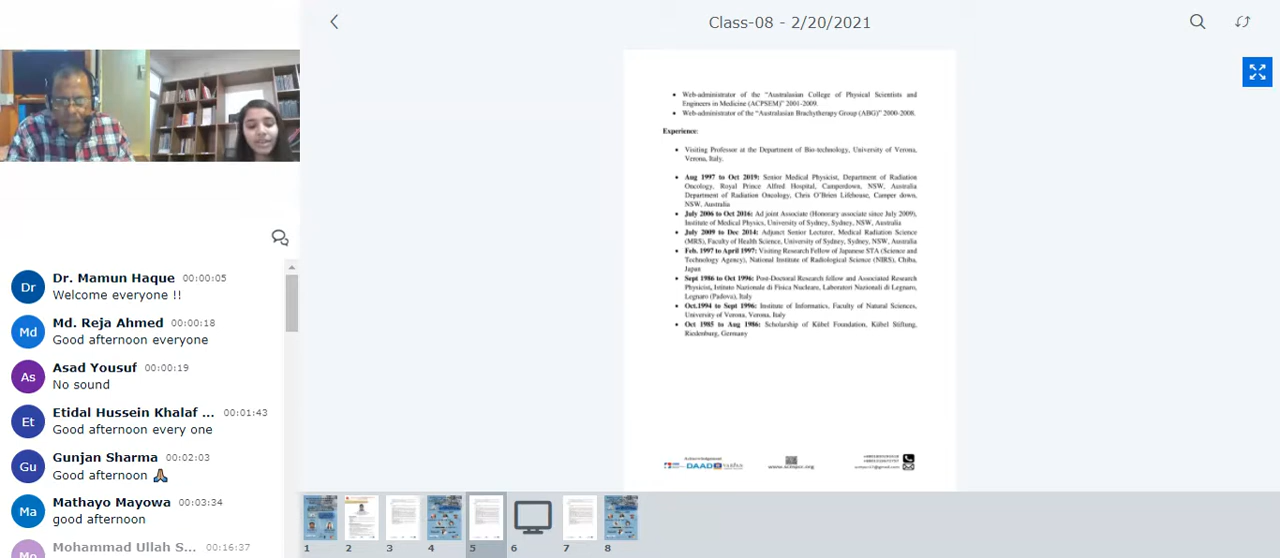 Class-08 - 2/20/2021
• Web-administrator of the “Australasian College of Physical Scientists and
Engineers in Medicine (ACPSEM)” 2001-2009.
• Web-administrator of the “Australasian Brachytherapy Group (ABG)” 2000-2008.
Experience:
• Visiting Professor at the Department of Bio-technology, University of Verona,
Verona, Italy.
• Aug 1997 to Oct 2019: Senior Medical Physicist, Department of Radiation
Oncology, Royal Prince Alfred Hospital, Camperdown, NSW, Australia
Department of Radiation Oncology, Chris O’Brien Lifehouse, Camper down,
NSW, Australia
• July 2006 to Oct 2016: Ad joint Associate (Honorary associate since July 2009),
Institute of Medical Physics, University of Sydney, Sydney, NSW, Australia
• July 2009 to Dec 2014: Adjunct Senior Lecturer, Medical Radiation Science
(MRS), Faculty of Health Science, University of Sydney, Sydney, NSW, Australia
• Feb. 1997 to April 1997: Visiting Research Fellow of Japanese STA (Science and
Technology Agency), National Institute of Radiological Science (NIRS), Chiba,
Japan
• Sept 1986 to Oct 1996: Post-Doctoral Research fellow and Associated Research
Physicist, Istituto Nazionale di Fisica Nucleare, Laboratori Nazionali di Legnaro,
Legnaro (Padova), Italy
• Oct.1994 to Sept 1996: Institute of Informatics, Faculty of Natural Sciences,
University of Verona, Verona, Italy
• Oct 1985 to Aug 1986: Scholarship of Kübel Foundation, Kübel Stiftung,
Riedenburg, Germany
Acknowledgement
DAAD
Dr
Dr. Mamun Haque 00:00:05
Welcome everyone !!
Md
Md. Reja Ahmed 00:00:18
Good afternoon everyone
As
Asad Yousuf 00:00:19
No sound
Et
Etidal Hussein Khalaf ... 00:01:43
Good afternoon every one
Gu
Gunjan Sharma 00:02:03
Good afternoon 🙏🏽
Ma
Mathayo Mayowa 00:03:34
good afternoon
Mo
Mohammad Ullah S... 00:16:37
1 2 3 4 5 6 7 8